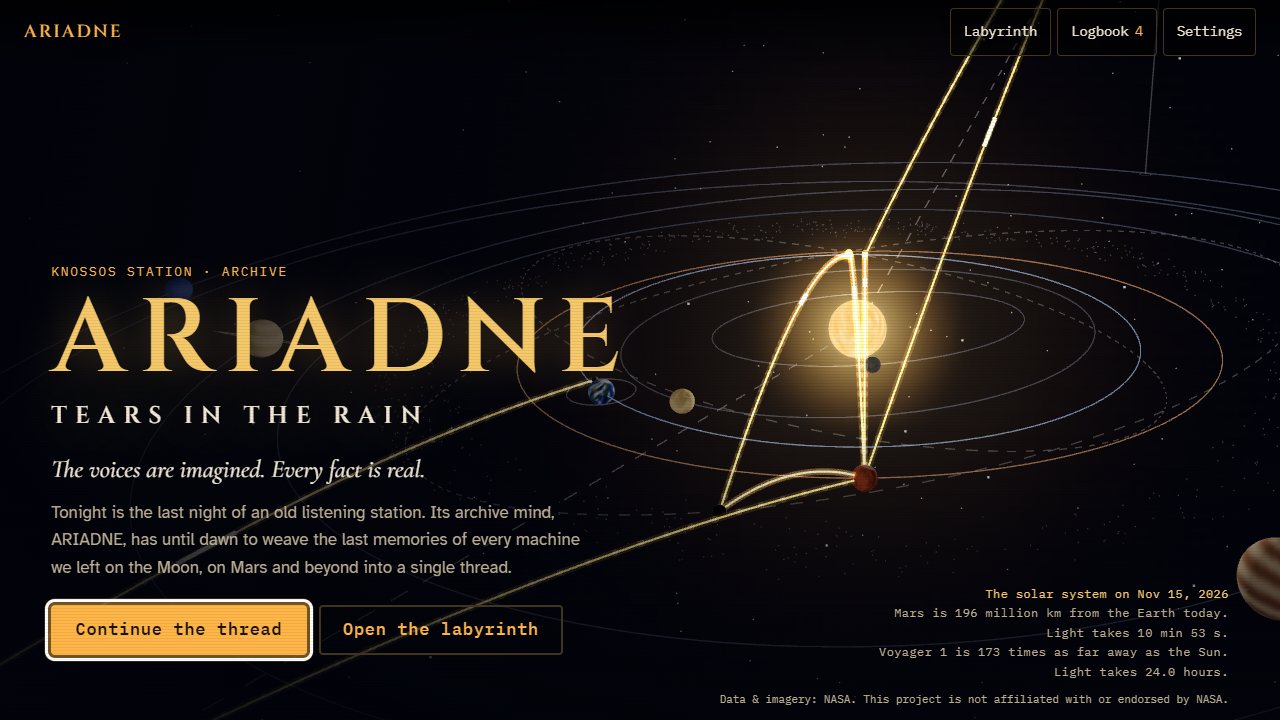 ARIADNE
Labyrinth
Logbook 4
Settings
KNOSSOS STATION · ARCHIVE
ARIADNE
TEARS IN THE RAIN
The voices are imagined. Every fact is real.
Tonight is the last night of an old listening station. Its archive mind,
ARIADNE, has until dawn to weave the last memories of every machine
we left on the Moon, on Mars and beyond into a single thread.
Continue the thread
Open the labyrinth
The solar system on Nov 15, 2026
Mars is 196 million km from the Earth today.
Light takes 10 min 53 s.
Voyager 1 is 173 times as far away as the Sun.
Light takes 24.0 hours.
Data & imagery: NASA. This project is not affiliated with or endorsed by NASA.